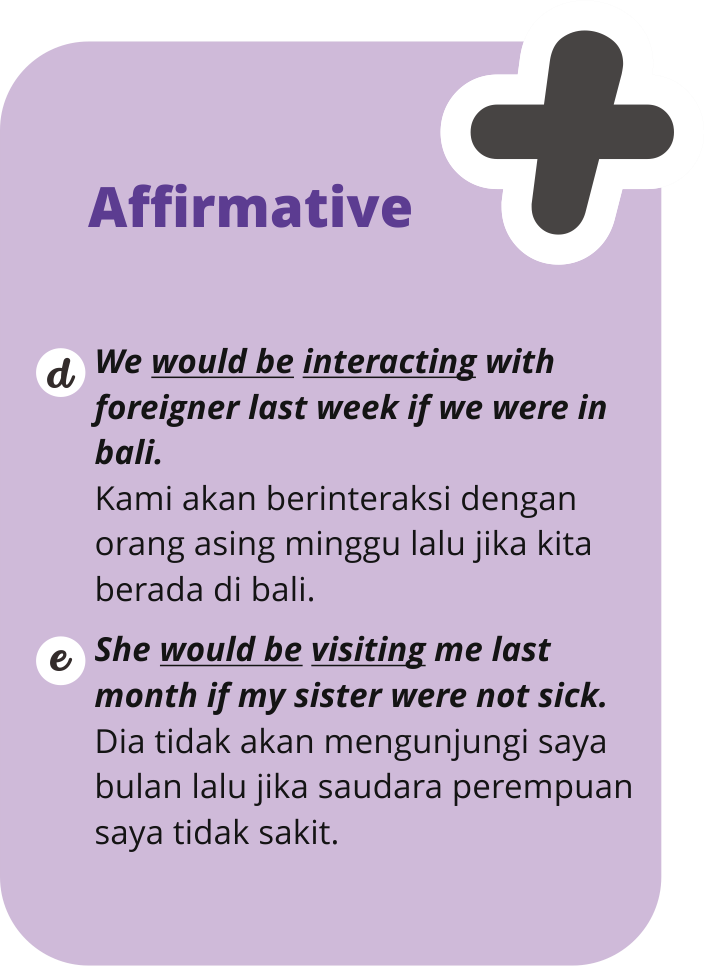 Affirmative
d
We would be interacting with
foreigner last week if we were in
bali.
Kami akan berinteraksi dengan
orang asing minggu lalu jika kita
berada di bali.
e
She would be visiting me last
month if my sister were not sick.
Dia tidak akan mengunjungi saya
bulan lalu jika saudara perempuan
saya tidak sakit.